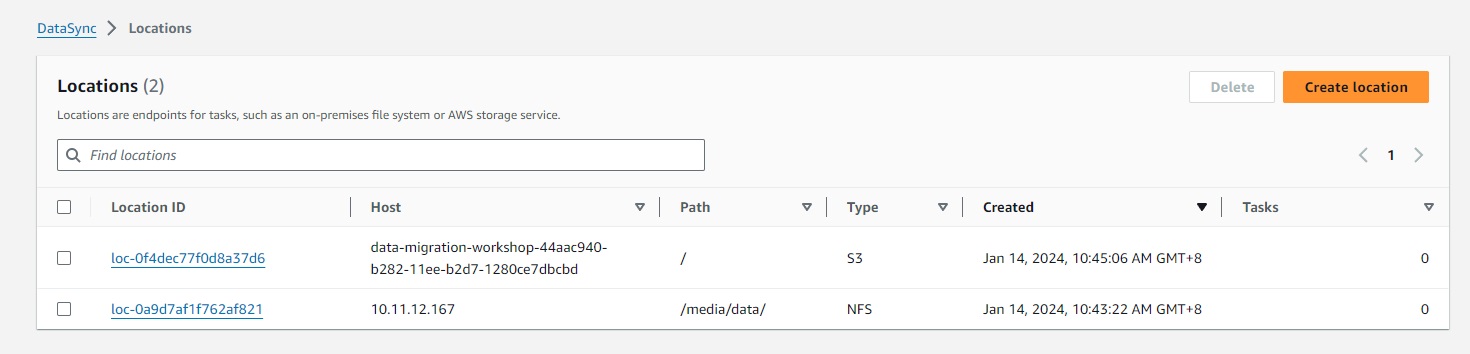 DataSync > Locations
Locations (2)
Delete
Create location
Locations are endpoints for tasks, such as an on-premises file system or AWS storage service.
Find locations
1
Location ID Host Path Type Created Tasks
loc-0f4dec77f0d8a37d6 data-migration-workshop-44aac940-
b282-11ee-b2d7-1280ce7dbcbd / S3 Jan 14, 2024, 10:45:06 AM GMT+8 0
loc-0a9d7af1f762af821 10.11.12.167 /media/data/ NFS Jan 14, 2024, 10:43:22 AM GMT+8 0